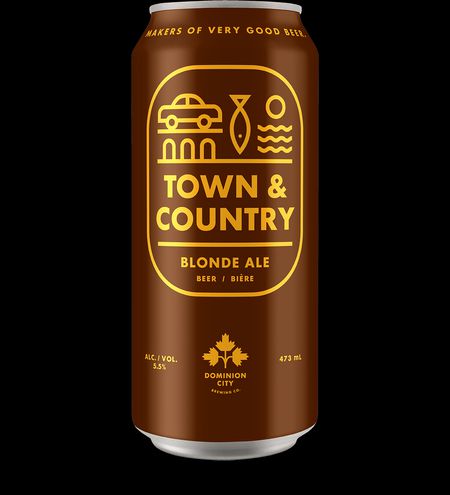 MAKERS OF VERY GOOD BEER.
TOWN &
COUNTRY
BLONDE ALE
BEER / BIÈRE
ALC. / VOL.
5.5%
DOMINION
CITY
BREWING CO.
473 mL